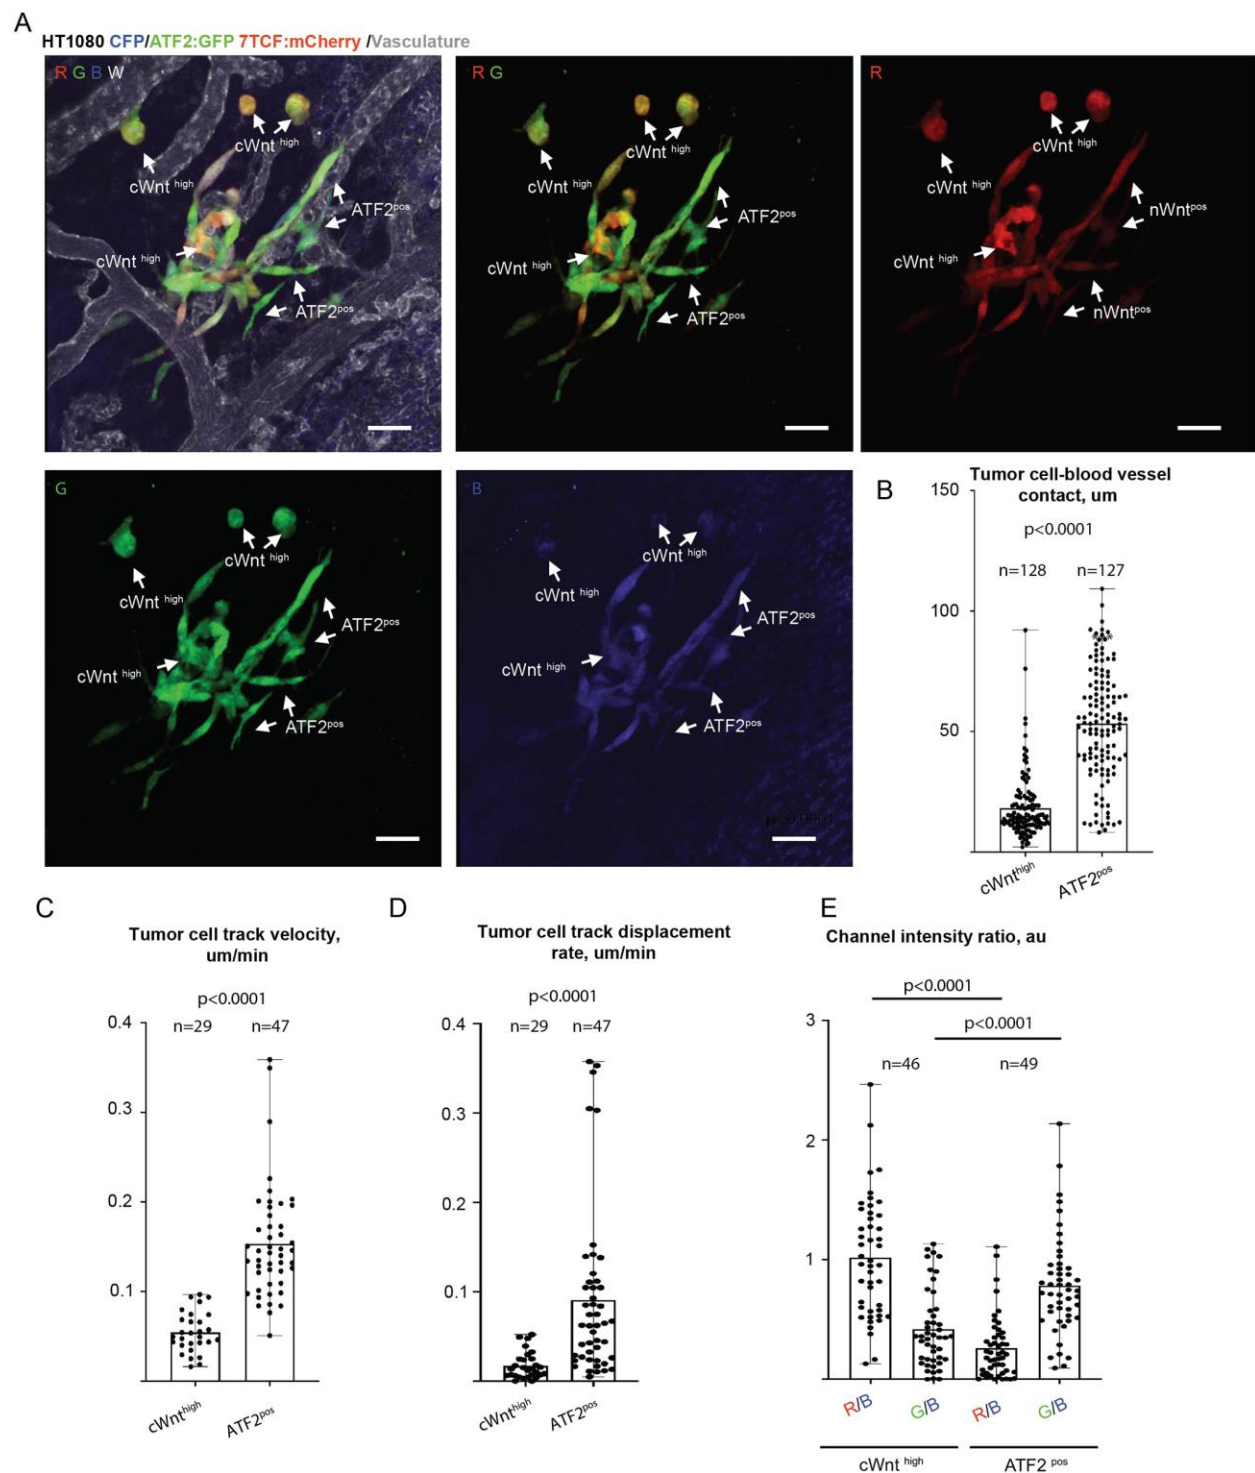 A
HT1080 CFP/ATF2:GFP 7TCF:mCherry /Vasculature
R G B W
cWnt high
cWnt high
ATF2pos
cWnt high
ATF2pos
R G
cWnt high
cWnt high
ATF2pos
cWnt high
ATF2pos
R
cWnt high
cWnt high
nWntpos
cWnt high
nWntpos
G
cWnt high
cWnt high
ATF2pos
cWnt high
ATF2pos
B
cWnt high
cWnt high
ATF2pos
cWnt high
ATF2pos
B
Tumor cell-blood vessel
contact, um
150
p<0.0001
n=128 n=127
100
50
cWnthigh ATF2pos
C
Tumor cell track velocity,
um/min
p<0.0001
n=29 n=47
0.4
0.3
0.2
0.1
cWnthigh ATF2pos
D
Tumor cell track displacement
rate, um/min
p<0.0001
n=29 n=47
0.4
0.3
0.2
0.1
cWnthigh ATF2pos
E
Channel intensity ratio, au
p<0.0001
p<0.0001
n=46 n=49
3
2
1
R/B G/B R/B G/B
cWnt high ATF2 pos